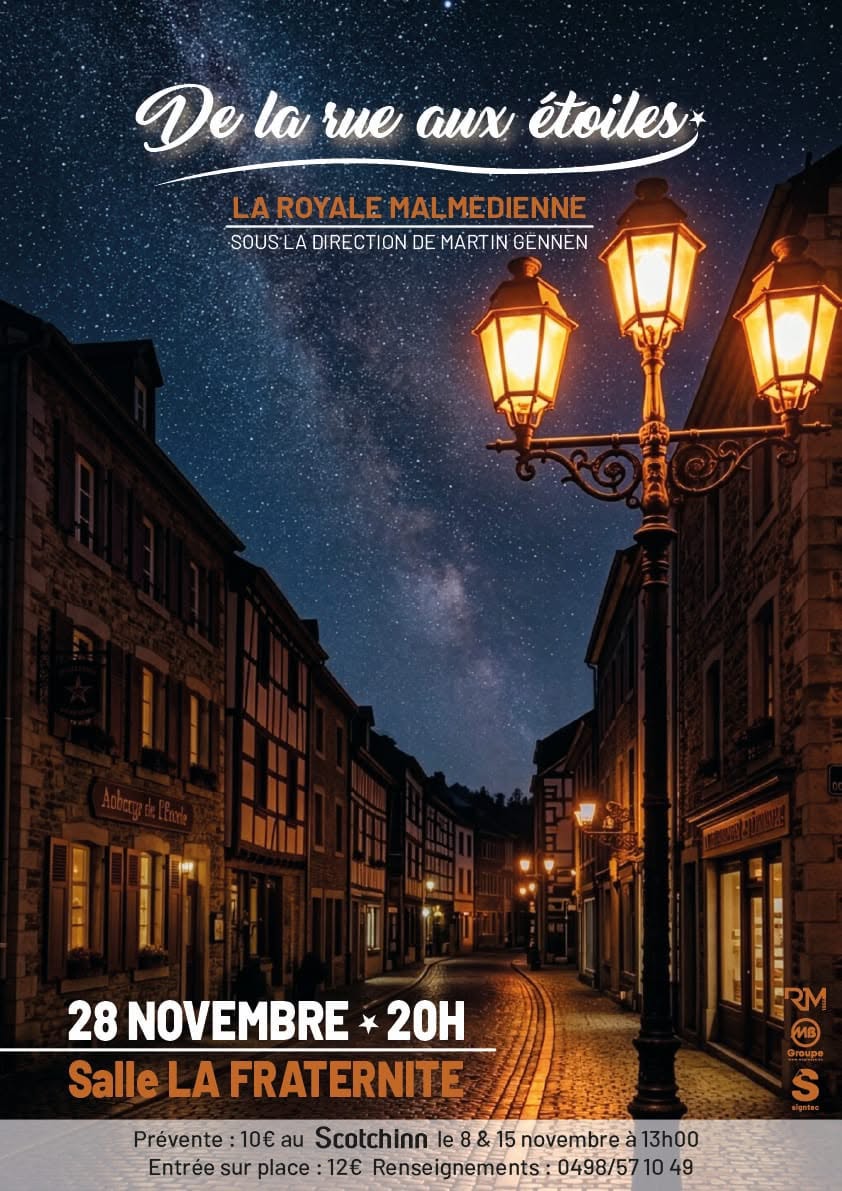 De la rue aux étoiles
LA ROYALE MALMEDIENNE
SOUS LA DIRECTION DE MARTIN GENNEN
Auberge de l'Étoile
28 NOVEMBRE ★ 20H
Salle LA FRATERNITE
RM
MB
Groupe
S
signtec
Prévente : 10€ au Scotchinn le 8 & 15 novembre à 13h00
Entrée sur place : 12€ Renseignements : 0498/57 10 49